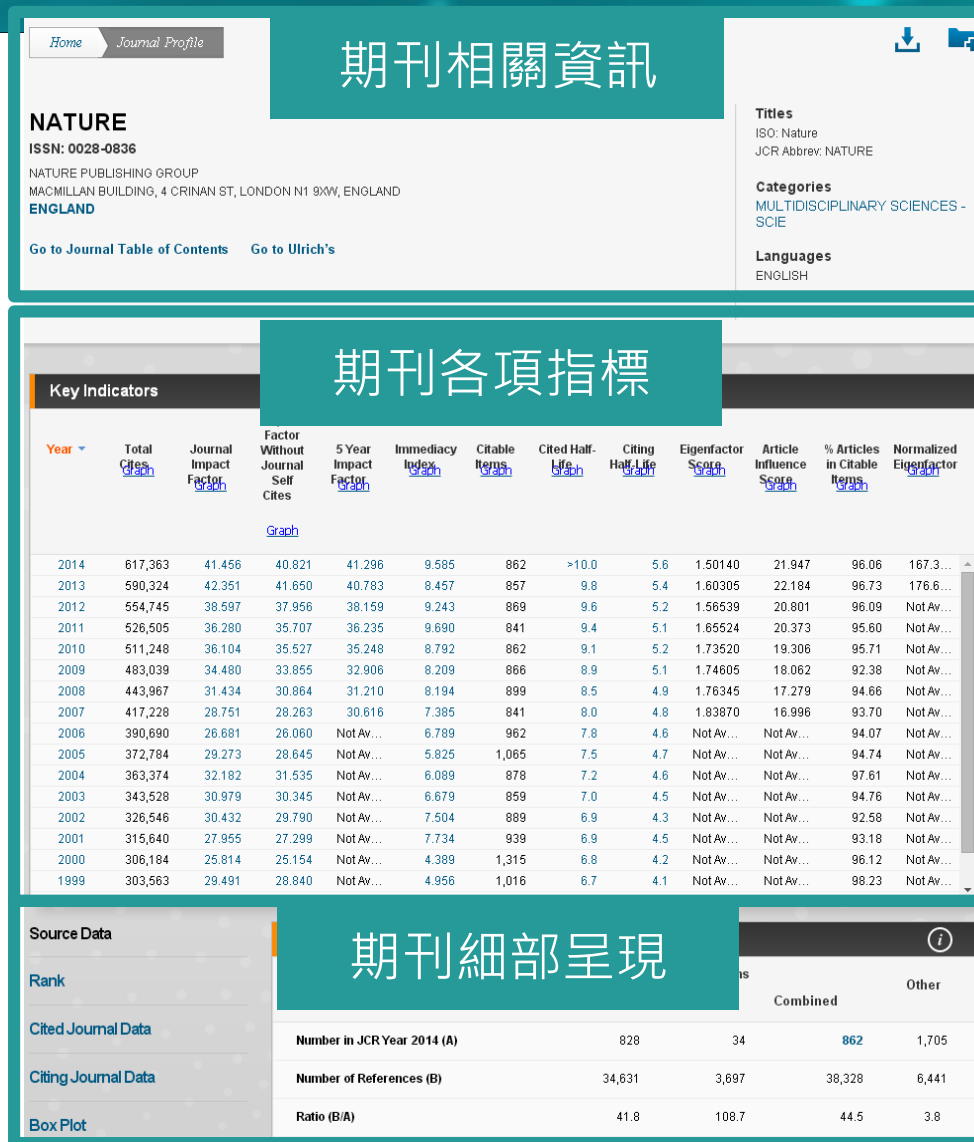 Home Journal Profile
期刊相關資訊
NATURE
ISSN: 0028-0836
NATURE PUBLISHING GROUP
MACMILLAN BUILDING, 4 CRINAN ST, LONDON N1 9XW, ENGLAND
ENGLAND
Go to Journal Table of Contents Go to Ulrich's
Titles
ISO: Nature
JCR Abbrev: NATURE
Categories
MULTIDISCIPLINARY SCIENCES -
SCIE
Languages
ENGLISH
期刊各項指標
Key Indicators
Year Total Cites Graph Journal Impact Factor Graph Factor Without Journal Self Cites Graph 5 Year Impact Factor Graph Immediacy Index Graph Citable Items Graph Cited Half-Life Graph Citing Half-Life Graph Eigenfactor Score Graph Article Influence Score Graph % Articles in Citable Items Graph Normalized Eigenfactor Graph
2014 617,363 41.456 40.821 41.296 9.585 862 >10.0 5.6 1.50140 21.947 96.06 167.3...
2013 590,324 42.351 41.650 40.783 8.457 857 9.8 5.4 1.60305 22.184 96.73 176.6...
2012 554,745 38.597 37.956 38.159 9.243 869 9.6 5.2 1.56539 20.801 96.09 Not Av...
2011 526,505 36.280 35.707 36.235 9.690 841 9.4 5.1 1.65524 20.373 95.60 Not Av...
2010 511,248 36.104 35.527 35.248 8.792 862 9.1 5.2 1.73520 19.306 95.71 Not Av...
2009 483,039 34.480 33.855 32.906 8.209 866 8.9 5.1 1.74605 18.062 92.38 Not Av...
2008 443,967 31.434 30.864 31.210 8.194 899 8.5 4.9 1.76345 17.279 94.66 Not Av...
2007 417,228 28.751 28.263 30.616 7.385 841 8.0 4.8 1.83870 16.996 93.70 Not Av...
2006 390,690 26.681 26.060 Not Av... 6.789 962 7.8 4.6 Not Av... Not Av... 94.07 Not Av...
2005 372,784 29.273 28.645 Not Av... 5.825 1,065 7.5 4.7 Not Av... Not Av... 94.74 Not Av...
2004 363,374 32.182 31.535 Not Av... 6.089 878 7.2 4.6 Not Av... Not Av... 97.61 Not Av...
2003 343,528 30.979 30.345 Not Av... 6.679 859 7.0 4.5 Not Av... Not Av... 94.76 Not Av...
2002 326,546 30.432 29.790 Not Av... 7.504 889 6.9 4.3 Not Av... Not Av... 92.58 Not Av...
2001 315,640 27.955 27.299 Not Av... 7.734 939 6.9 4.5 Not Av... Not Av... 93.18 Not Av...
2000 306,184 25.814 25.154 Not Av... 4.389 1,315 6.8 4.2 Not Av... Not Av... 96.12 Not Av...
1999 303,563 29.491 28.840 Not Av... 4.956 1,016 6.7 4.1 Not Av... Not Av... 98.23 Not Av...
期刊細部呈現
Source Data
Rank
Cited Journal Data
Citing Journal Data
Box Plot
Combined Other
Number in JCR Year 2014 (A) 828 34 862 1,705
Number of References (B) 34,631 3,697 38,328 6,441
Ratio (B/A) 41.8 108.7 44.5 3.8